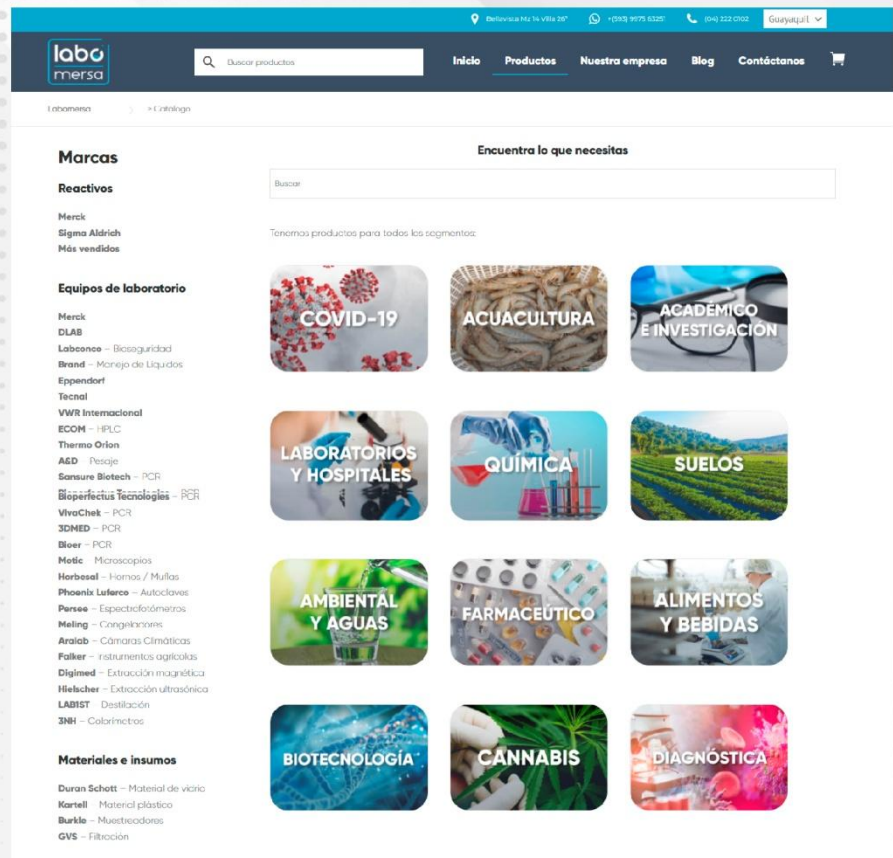 Bellavista Mz 14 Villa 26
(04) 222 0102
Guayaquil
labo
mersa
Buscar productos
Inicio
Productos
Nuestra empresa
Blog
Contáctanos
Labomersa
> Catálogo
Marcas
Reactivos
Merck
Sigma Aldrich
Más vendidos
Equipos de laboratorio
Merck
DLAB
Labconco – Bioseguridad
Brand – Manejo de Líquidos
Eppendorf
Tecnal
VWR Internacional
ECOM – HPLC
Thermo Orion
A&D – Pesaje
Sansure Biotech – PCR
Bioperfectus Tecnologies – PCR
VivaChek – PCR
3DMED – PCR
Bioer – PCR
Motic – Microscopios
Horbesal – Hornos / Muflas
Phoenix Luferco – Autoclaves
Persee – Espectrofotómetros
Meling – Congeladores
Aralab – Cámaras Climáticas
Falker – Instrumentos agrícolas
Digimed – Extracción magnética
Hielscher – Extracción ultrasónica
LAB1ST – Destilación
3NH – Colorímetros
Materiales e insumos
Duran Schott – Material de vidrio
Kartell – Material plástico
Burkle – Muestreadores
GVS – Filtración
Encuentra lo que necesitas
Buscar
Tenemos productos para todos los segmentos:
COVID-19
ACUACULTURA
ACADÉMICO
E INVESTIGACIÓN
LABORATORIOS
Y HOSPITALES
QUÍMICA
SUELOS
AMBIENTAL
Y AGUAS
FARMACEÚTICO
ALIMENTOS
Y BEBIDAS
BIOTECNOLOGÍA
CANNABIS
DIAGNÓSTICA